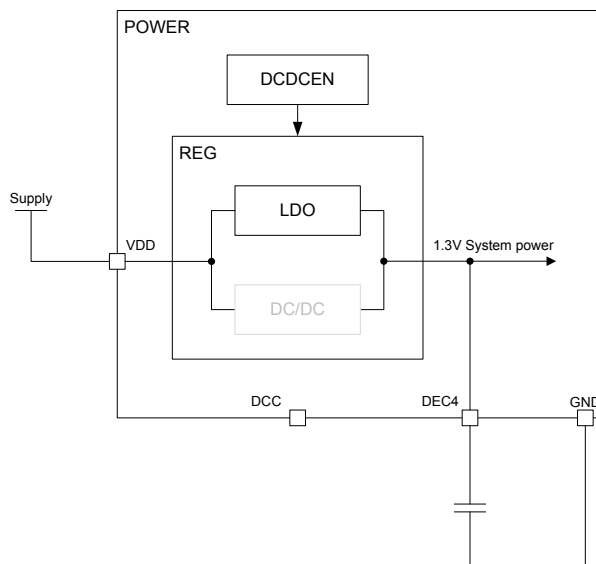 POWER
DCDCEN
REG
Supply
LDO
VDD
1.3V System power
DC/DC
DCC
DEC4
GND